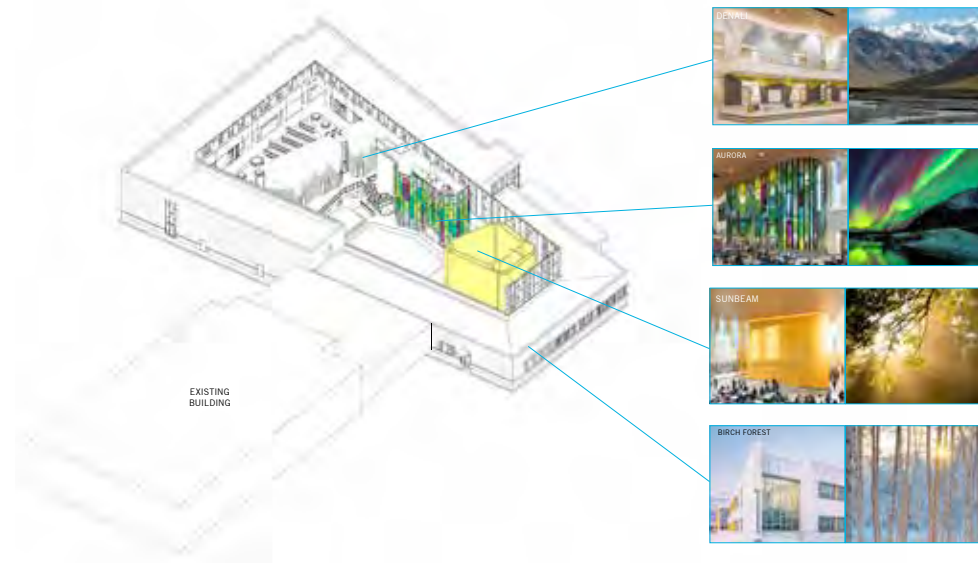 DENALI
AURORA
SUNBEAM
BIRCH FOREST
EXISTING
BUILDING